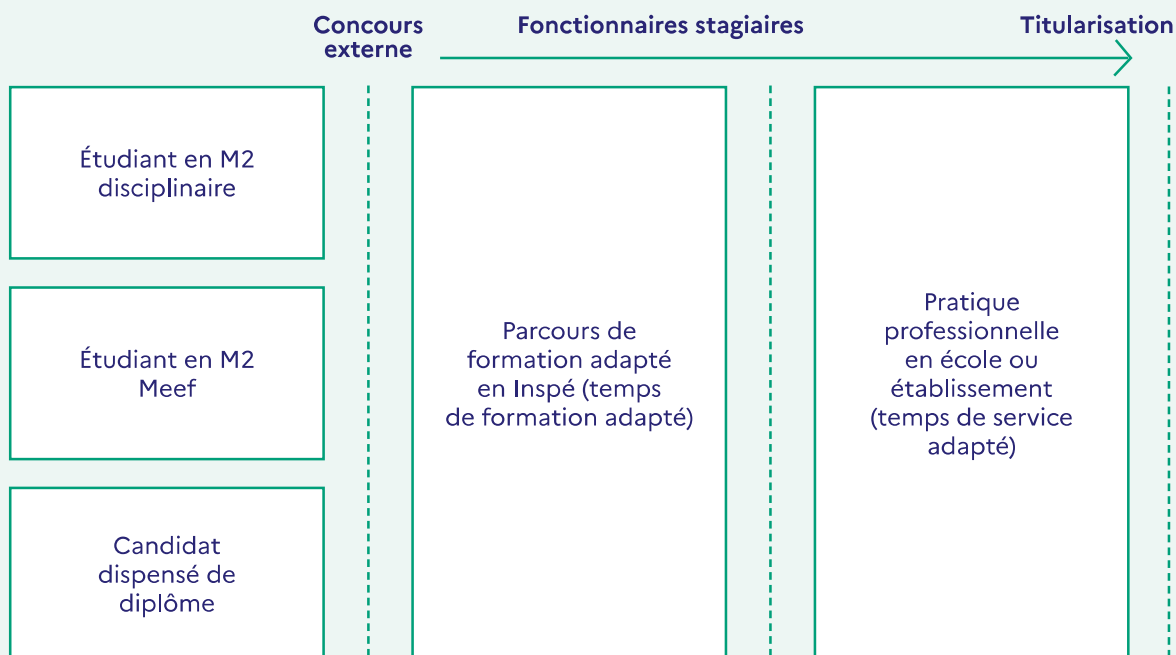 Concours
externe
Fonctionnaires stagiaires
Titularisation
Étudiant en M2
disciplinaire
Étudiant en M2
Meef
Candidat
dispensé de
diplôme
Parcours de
formation adapté
en Inspé (temps
de formation adapté)
Pratique
professionnelle
en école ou
établissement
(temps de service
adapté)